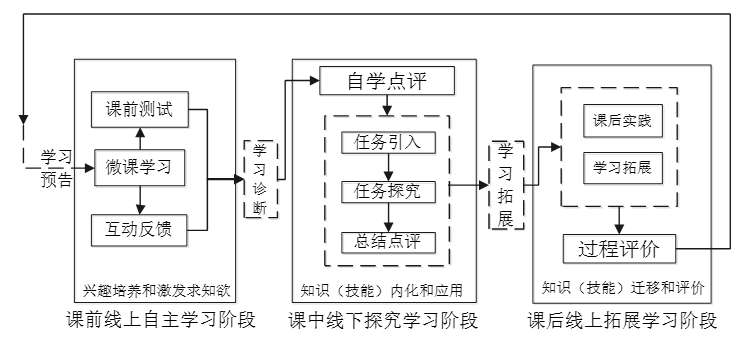 学习
预告
课前测试
微课学习
互动反馈
兴趣培养和激发求知欲
课前线上自主学习阶段
学习诊断
自学点评
任务引入
任务探究
总结点评
知识（技能）内化和应用
课中线下探究学习阶段
学习拓展
课后实践
学习拓展
过程评价
知识（技能）迁移和评价
课后线上拓展学习阶段